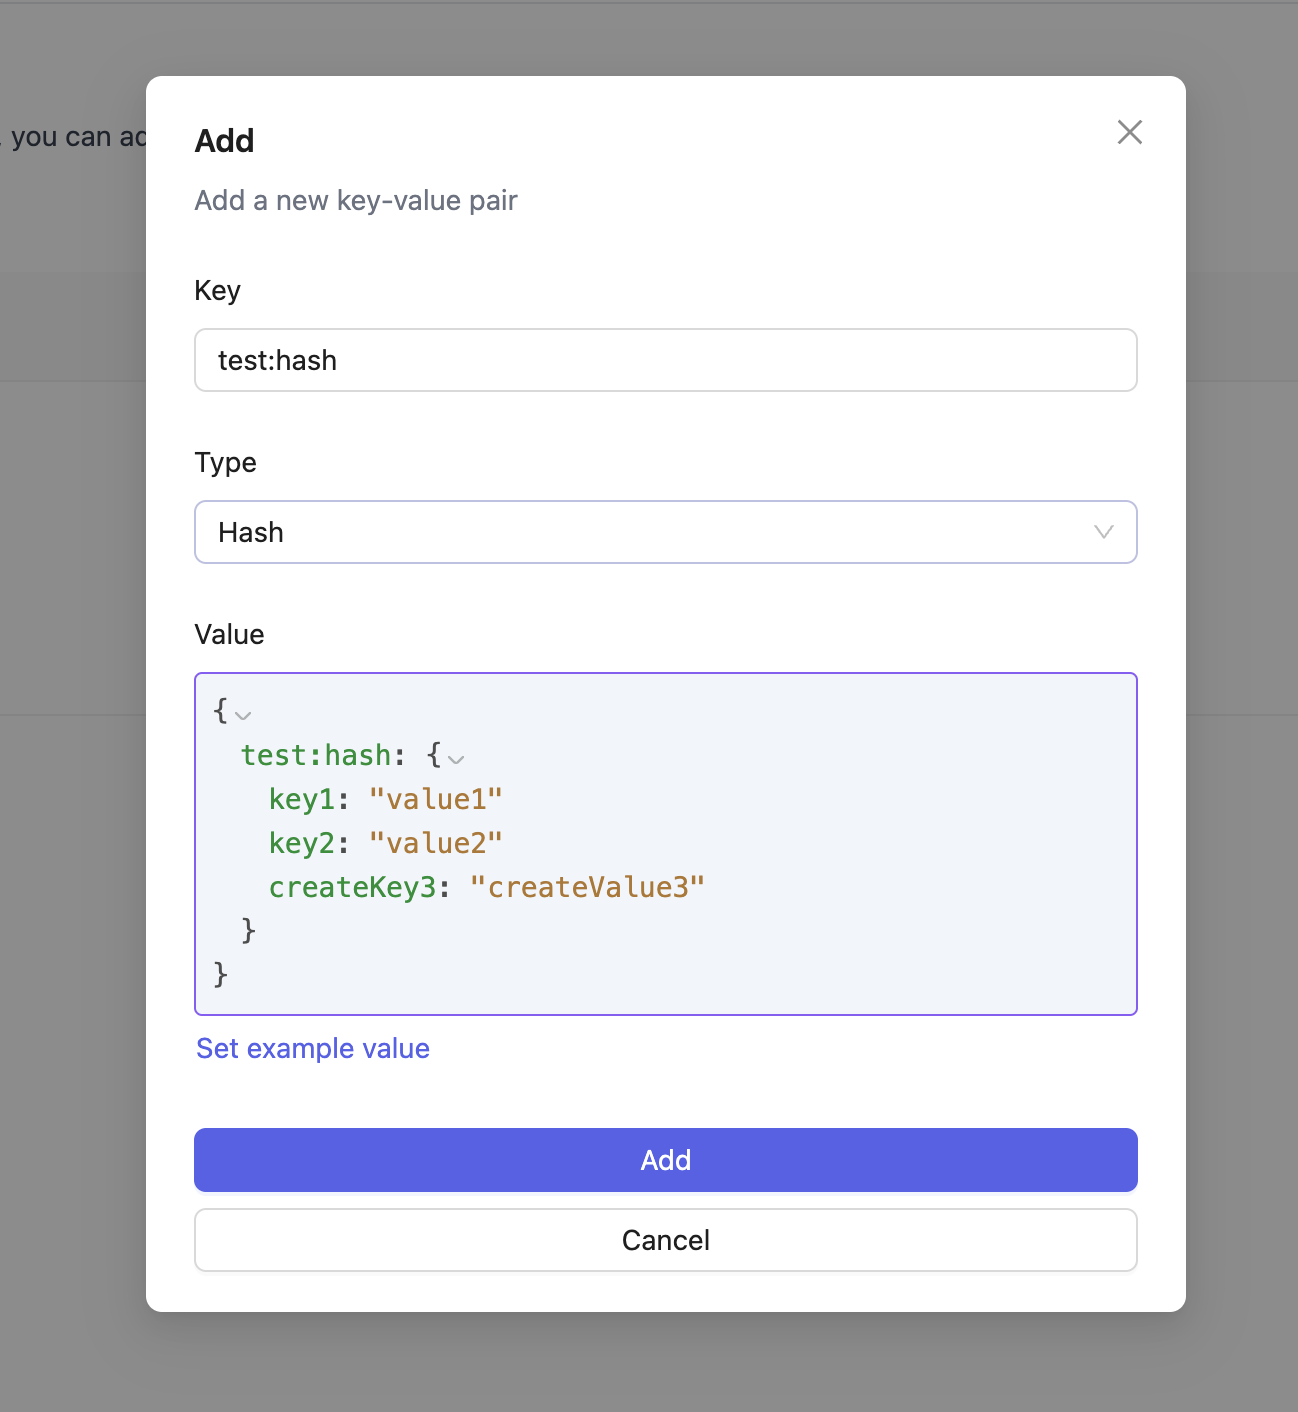 , you can ad
Add
Add a new key-value pair
Key
test:hash
Type
Hash
Value
{
test:hash: {
key1: "value1"
key2: "value2"
createKey3: "createValue3"
}
}
Set example value
Add
Cancel